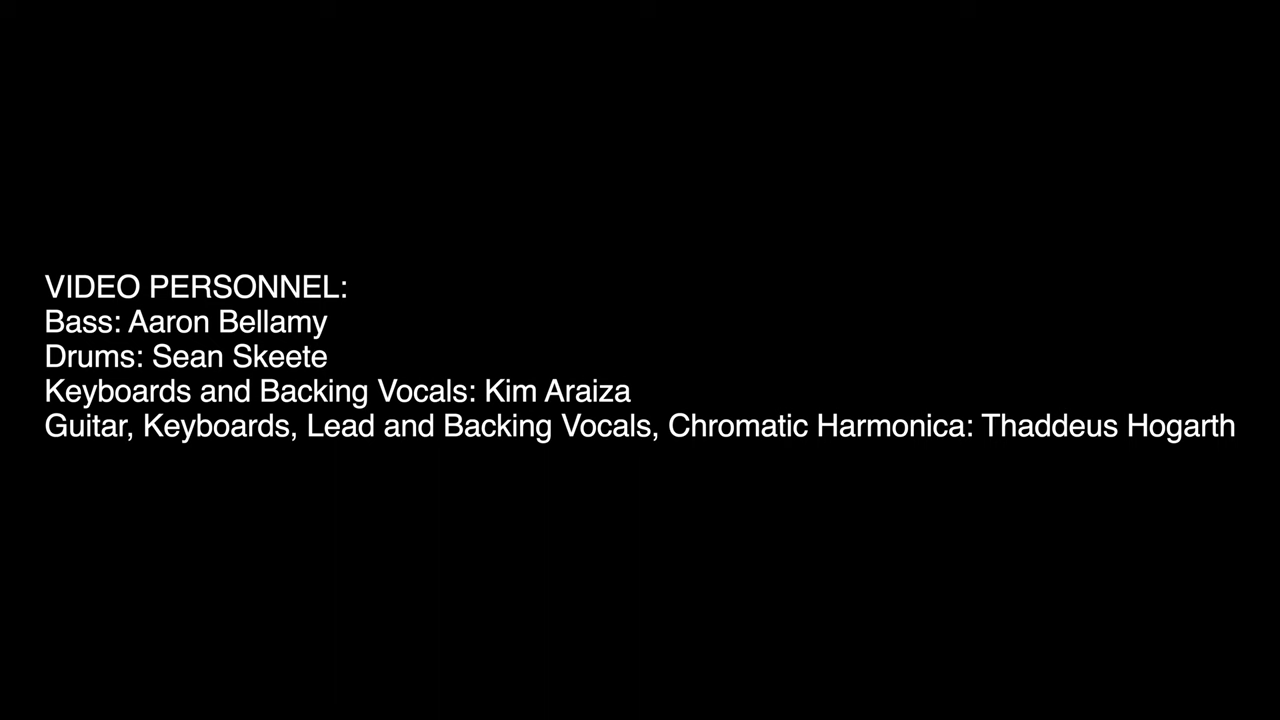 VIDEO PERSONNEL:
Bass: Aaron Bellamy
Drums: Sean Skeete
Keyboards and Backing Vocals: Kim Araiza
Guitar, Keyboards, Lead and Backing Vocals, Chromatic Harmonica: Thaddeus Hogarth